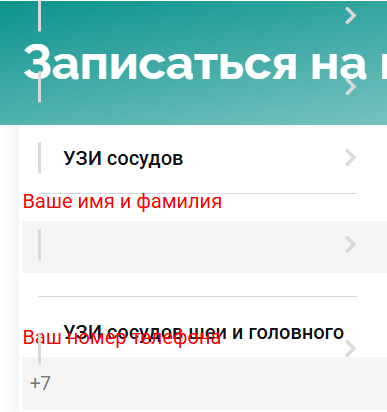 Записаться на
УЗИ сосудов
Ваше имя и фамилия
УЗИ сосудов шеи и головного
Ваш номер телефона
+7